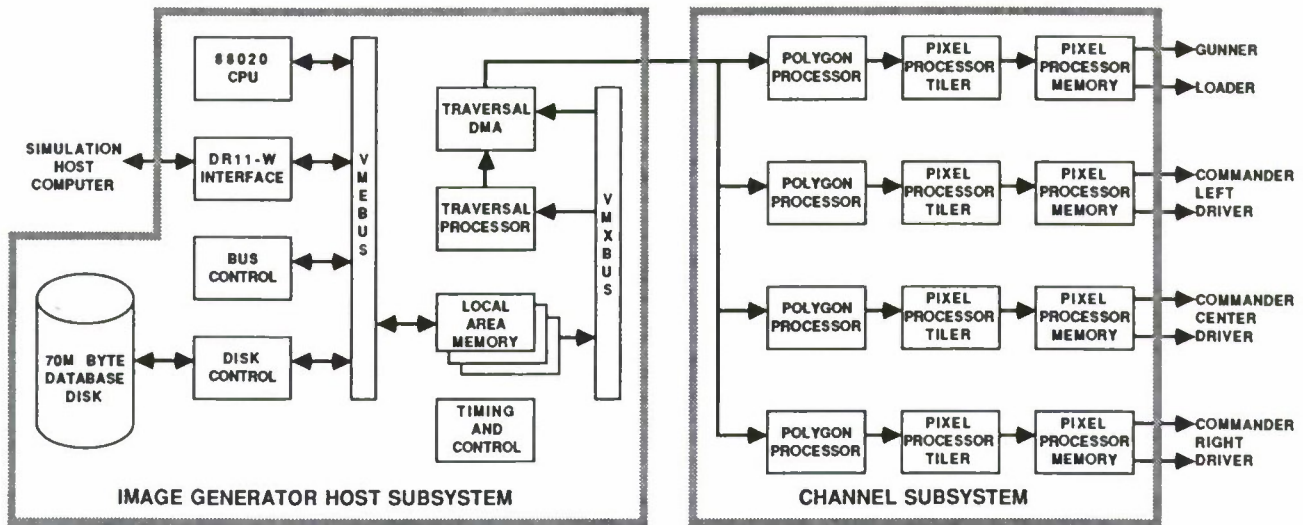 88020
CPU
SIMULATION
HOST
COMPUTER
DR11-W
INTERFACE
BUS
CONTROL
70M BYTE
DATABASE
DISK
DISK
CONTROL
VMEBUS
TRAVERSAL
DMA
TRAVERSAL
PROCESSOR
LOCAL
AREA
MEMORY
TIMING
AND
CONTROL
VMXBUS
IMAGE GENERATOR HOST SUBSYSTEM
POLYGON
PROCESSOR
PIXEL
PROCESSOR
TILER
PIXEL
PROCESSOR
MEMORY
GUNNER
LOADER
POLYGON
PROCESSOR
PIXEL
PROCESSOR
TILER
PIXEL
PROCESSOR
MEMORY
COMMANDER
LEFT
DRIVER
POLYGON
PROCESSOR
PIXEL
PROCESSOR
TILER
PIXEL
PROCESSOR
MEMORY
COMMANDER
CENTER
DRIVER
POLYGON
PROCESSOR
PIXEL
PROCESSOR
TILER
PIXEL
PROCESSOR
MEMORY
COMMANDER
RIGHT
DRIVER
CHANNEL SUBSYSTEM